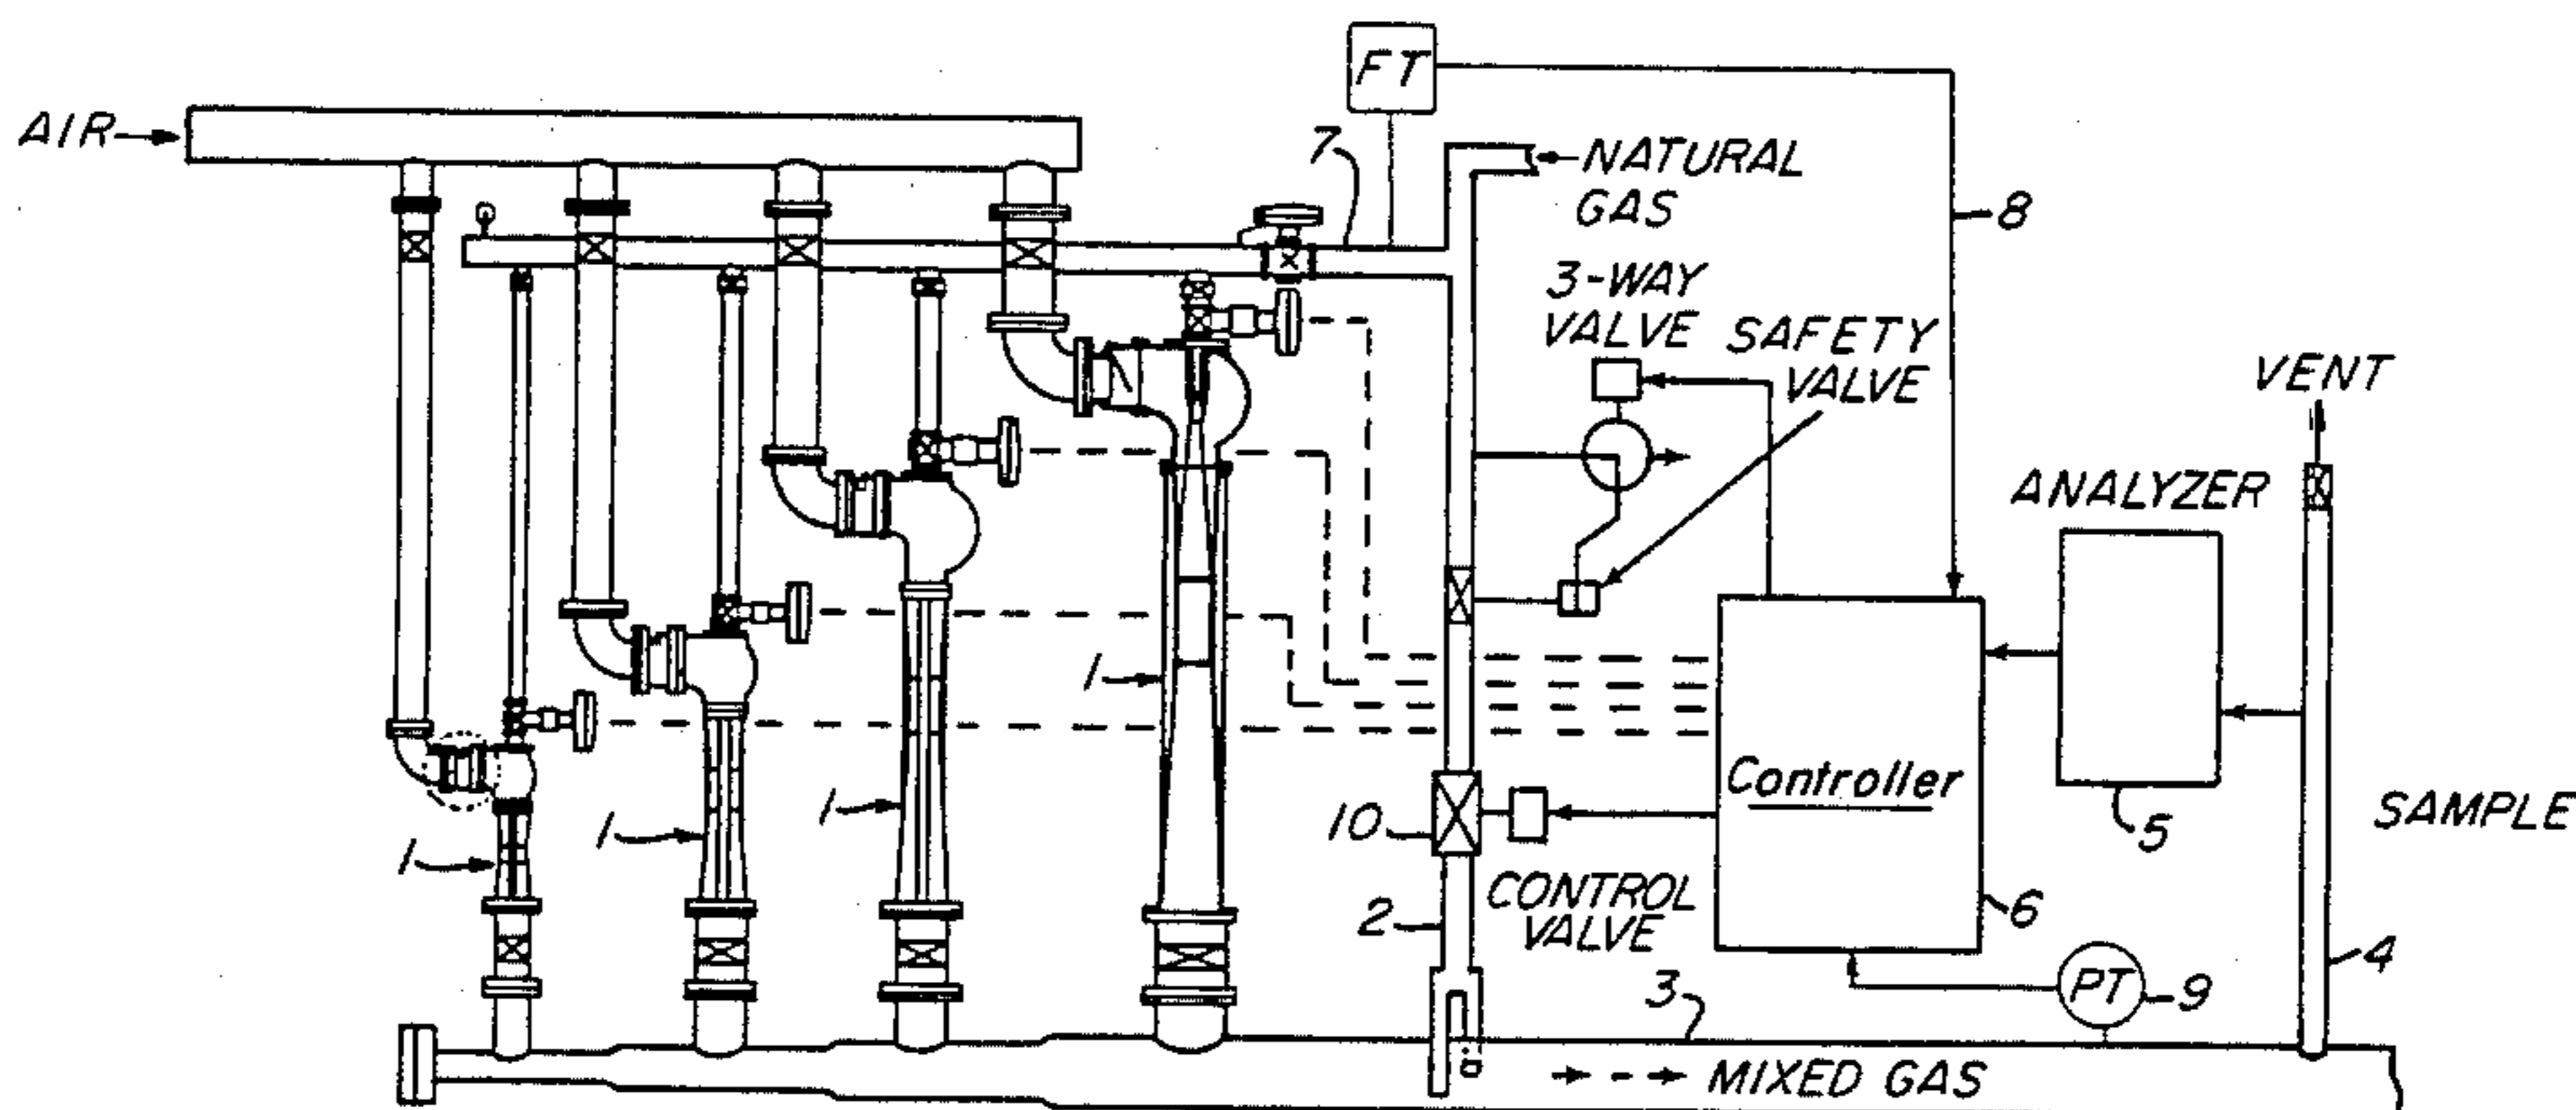 FT
AIR
7
NATURAL
GAS
8
3-WAY
VALVE
SAFETY
VALVE
VENT
ANALYZER
1
1
1
1
Controller
10
5
SAMPLE
CONTROL
VALVE
2
6
4
PT
9
3
MIXED GAS